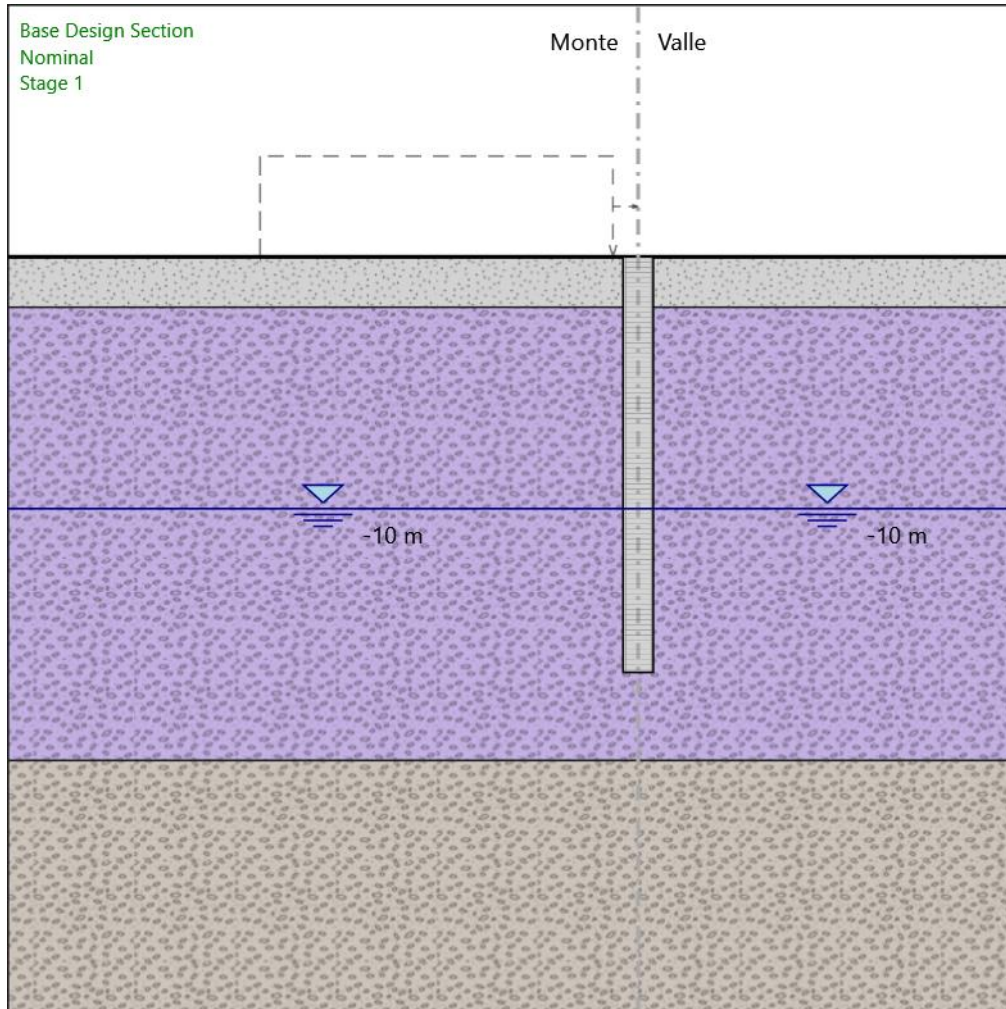 Base Design Section
Nominal
Stage 1
Monte
Valle
-10 m
-10 m